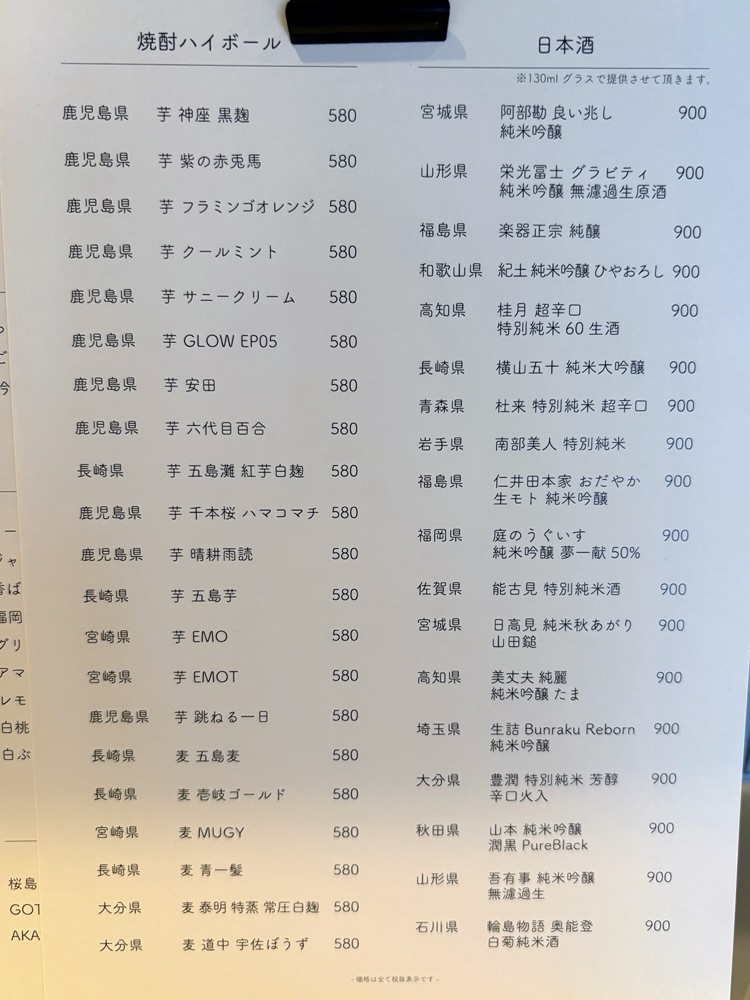 焼酎ハイボール
鹿児島県 芋 神座 黒麹 580
鹿児島県 芋 紫の赤兎馬 580
鹿児島県 芋 フラミンゴオレンジ 580
鹿児島県 芋 クールミント 580
鹿児島県 芋 サニークリーム 580
鹿児島県 芋 GLOW EP05 580
鹿児島県 芋 安田 580
鹿児島県 芋 六代目百合 580
長崎県 芋 五島灘 紅芋白麹 580
鹿児島県 芋 千本桜 ハマコマチ 580
鹿児島県 芋 晴耕雨読 580
長崎県 芋 五島芋 580
宮崎県 芋 EMO 580
宮崎県 芋 EMOT 580
鹿児島県 芋 跳ねる一日 580
長崎県 麦 五島麦 580
長崎県 麦 壱岐ゴールド 580
宮崎県 麦 MUGY 580
長崎県 麦 青一髪 580
大分県 麦 泰明 特蒸 常圧白麹 580
大分県 麦 道中 宇佐ぼうず 580
日本酒
※130ml グラスで提供させて頂きます。
宮城県 阿部勘 良い兆し 900
純米吟醸
山形県 栄光冨士 グラビティ 900
純米吟醸 無濾過生原酒
福島県 楽器正宗 純醸 900
和歌山県 紀土 純米吟醸 ひやおろし 900
高知県 桂月 超辛口 900
特別純米 60 生酒
長崎県 横山五十 純米大吟醸 900
青森県 杜来 特別純米 超辛口 900
岩手県 南部美人 特別純米 900
福島県 仁井田本家 おだやか 900
生モト 純米吟醸
福岡県 庭のうぐいす 900
純米吟醸 夢一献 50%
佐賀県 能古見 特別純米酒 900
宮城県 日高見 純米秋あがり 900
山田鎚
高知県 美丈夫 純麗 900
純米吟醸 たま
埼玉県 生詰 Bunraku Reborn 900
純米吟醸
大分県 豊潤 特別純米 芳醇 900
辛口火入
秋田県 山本 純米吟醸 900
潤黒 PureBlack
山形県 吾有事 純米吟醸 900
無濾過生
石川県 輪島物語 奥能登 900
白菊純米酒
- 価格は全て税抜表示です -
香ば
福岡
グリ
アマ
レモ
白桃
白ぶ
桜島
GOT
AKA